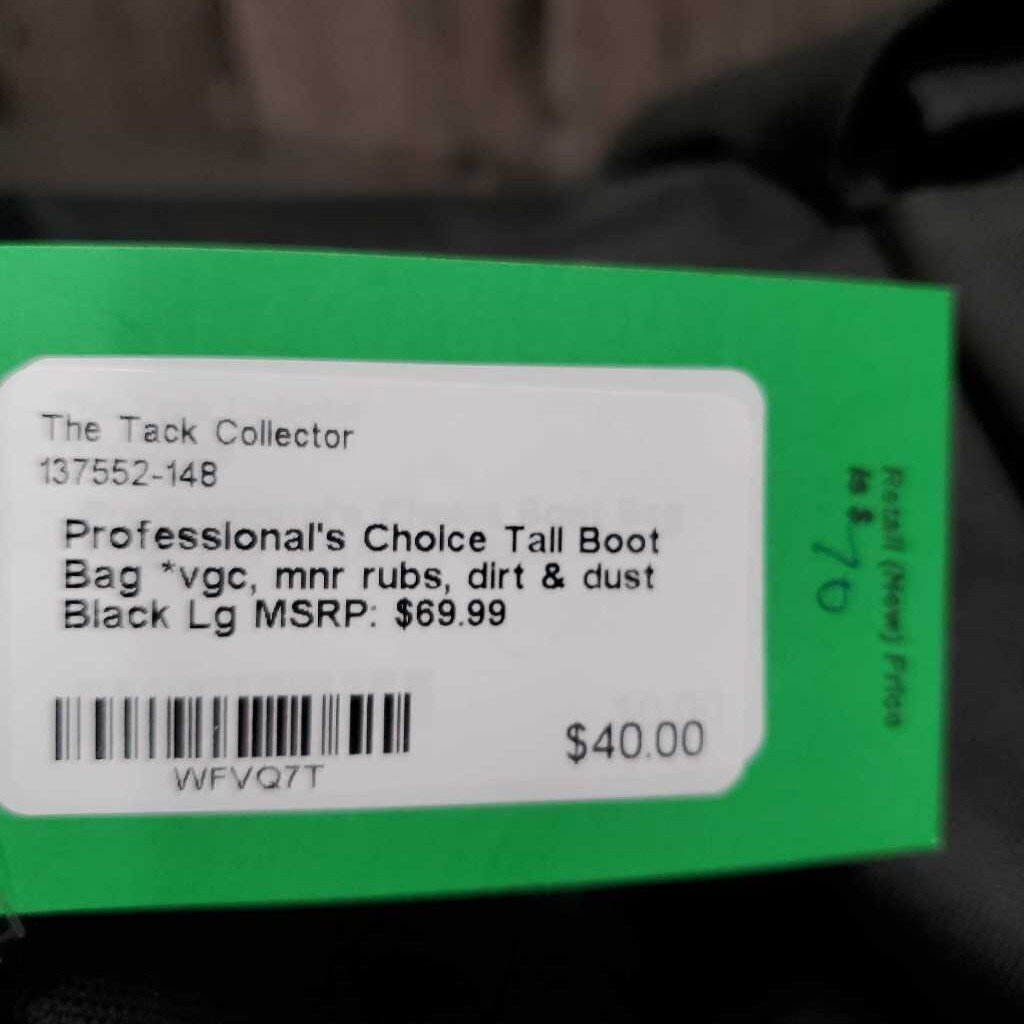 The Tack Collector
137552-148
Professional's Choice Tall Boot
Bag *vgc, mnr rubs, dirt & dust
Black Lg MSRP: $69.99
WFVQ7T
$40.00
Retail (New) Price
is $ 70